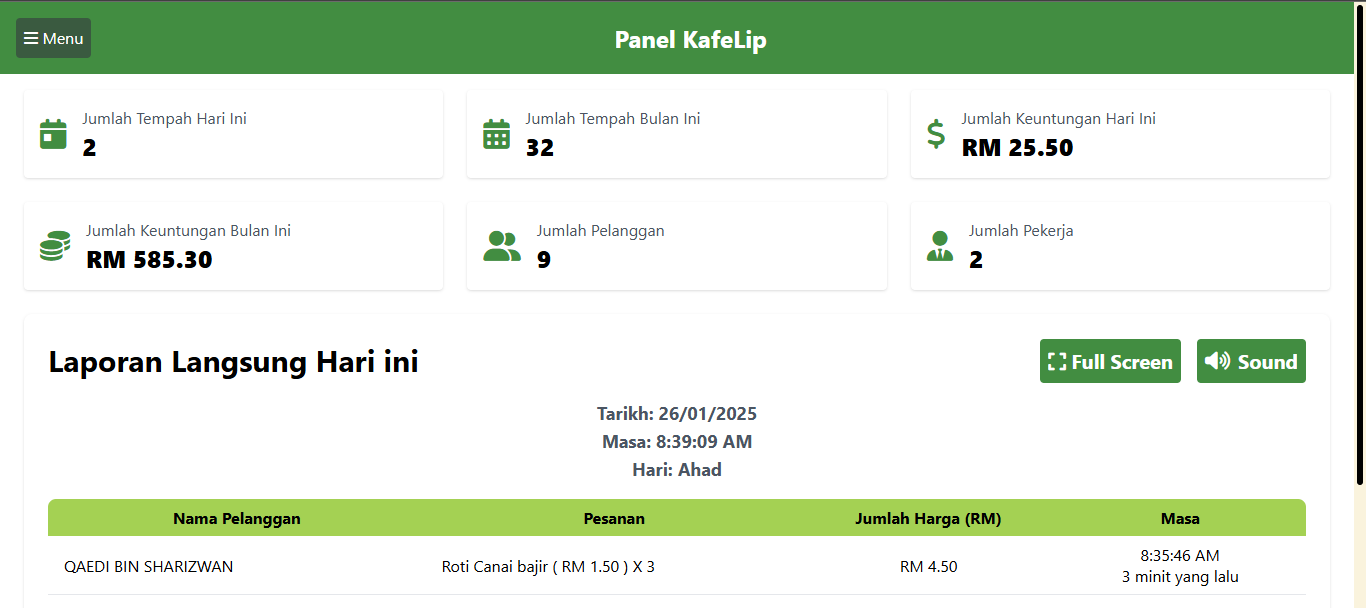 Menu
Panel KafeLip
Jumlah Tempah Hari Ini
2
Jumlah Tempah Bulan Ini
32
Jumlah Keuntungan Hari Ini
RM 25.50
Jumlah Keuntungan Bulan Ini
RM 585.30
Jumlah Pelanggan
9
Jumlah Pekerja
2
Laporan Langsung Hari ini
Full Screen
Sound
Tarikh: 26/01/2025
Masa: 8:39:09 AM
Hari: Ahad
Nama Pelanggan Pesanan Jumlah Harga (RM) Masa
QAEDI BIN SHARIZWAN Roti Canai bajir ( RM 1.50 ) X 3 RM 4.50 8:35:46 AM
3 minit yang lalu